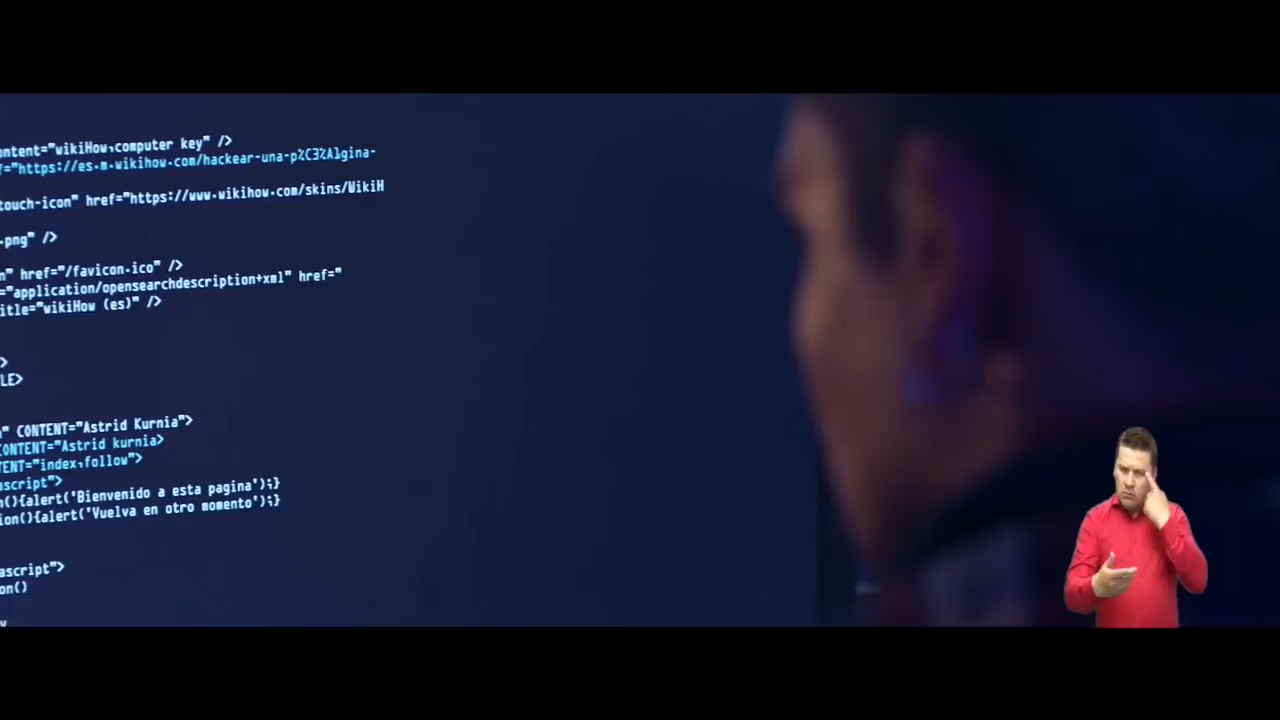 ontent="wikiHow,computer key" />
f="https://es.m.wikihow.com/hackear-una-p%C3%A1gina-
touch-icon" href="https://www.wikihow.com/skins/WikiH
.png" />
n" href="/favicon.ico" />
="application/opensearchdescription+xml" href="
itle="wikiHow (es)" />
>
LE>
" CONTENT="Astrid Kurnia">
CONTENT="Astrid kurnia>
TENT="index,follow">
ascript">
n(){alert('Bienvenido a esta pagina');}
ion(){alert('Vuelva en otro momento');}
ascript">
on()